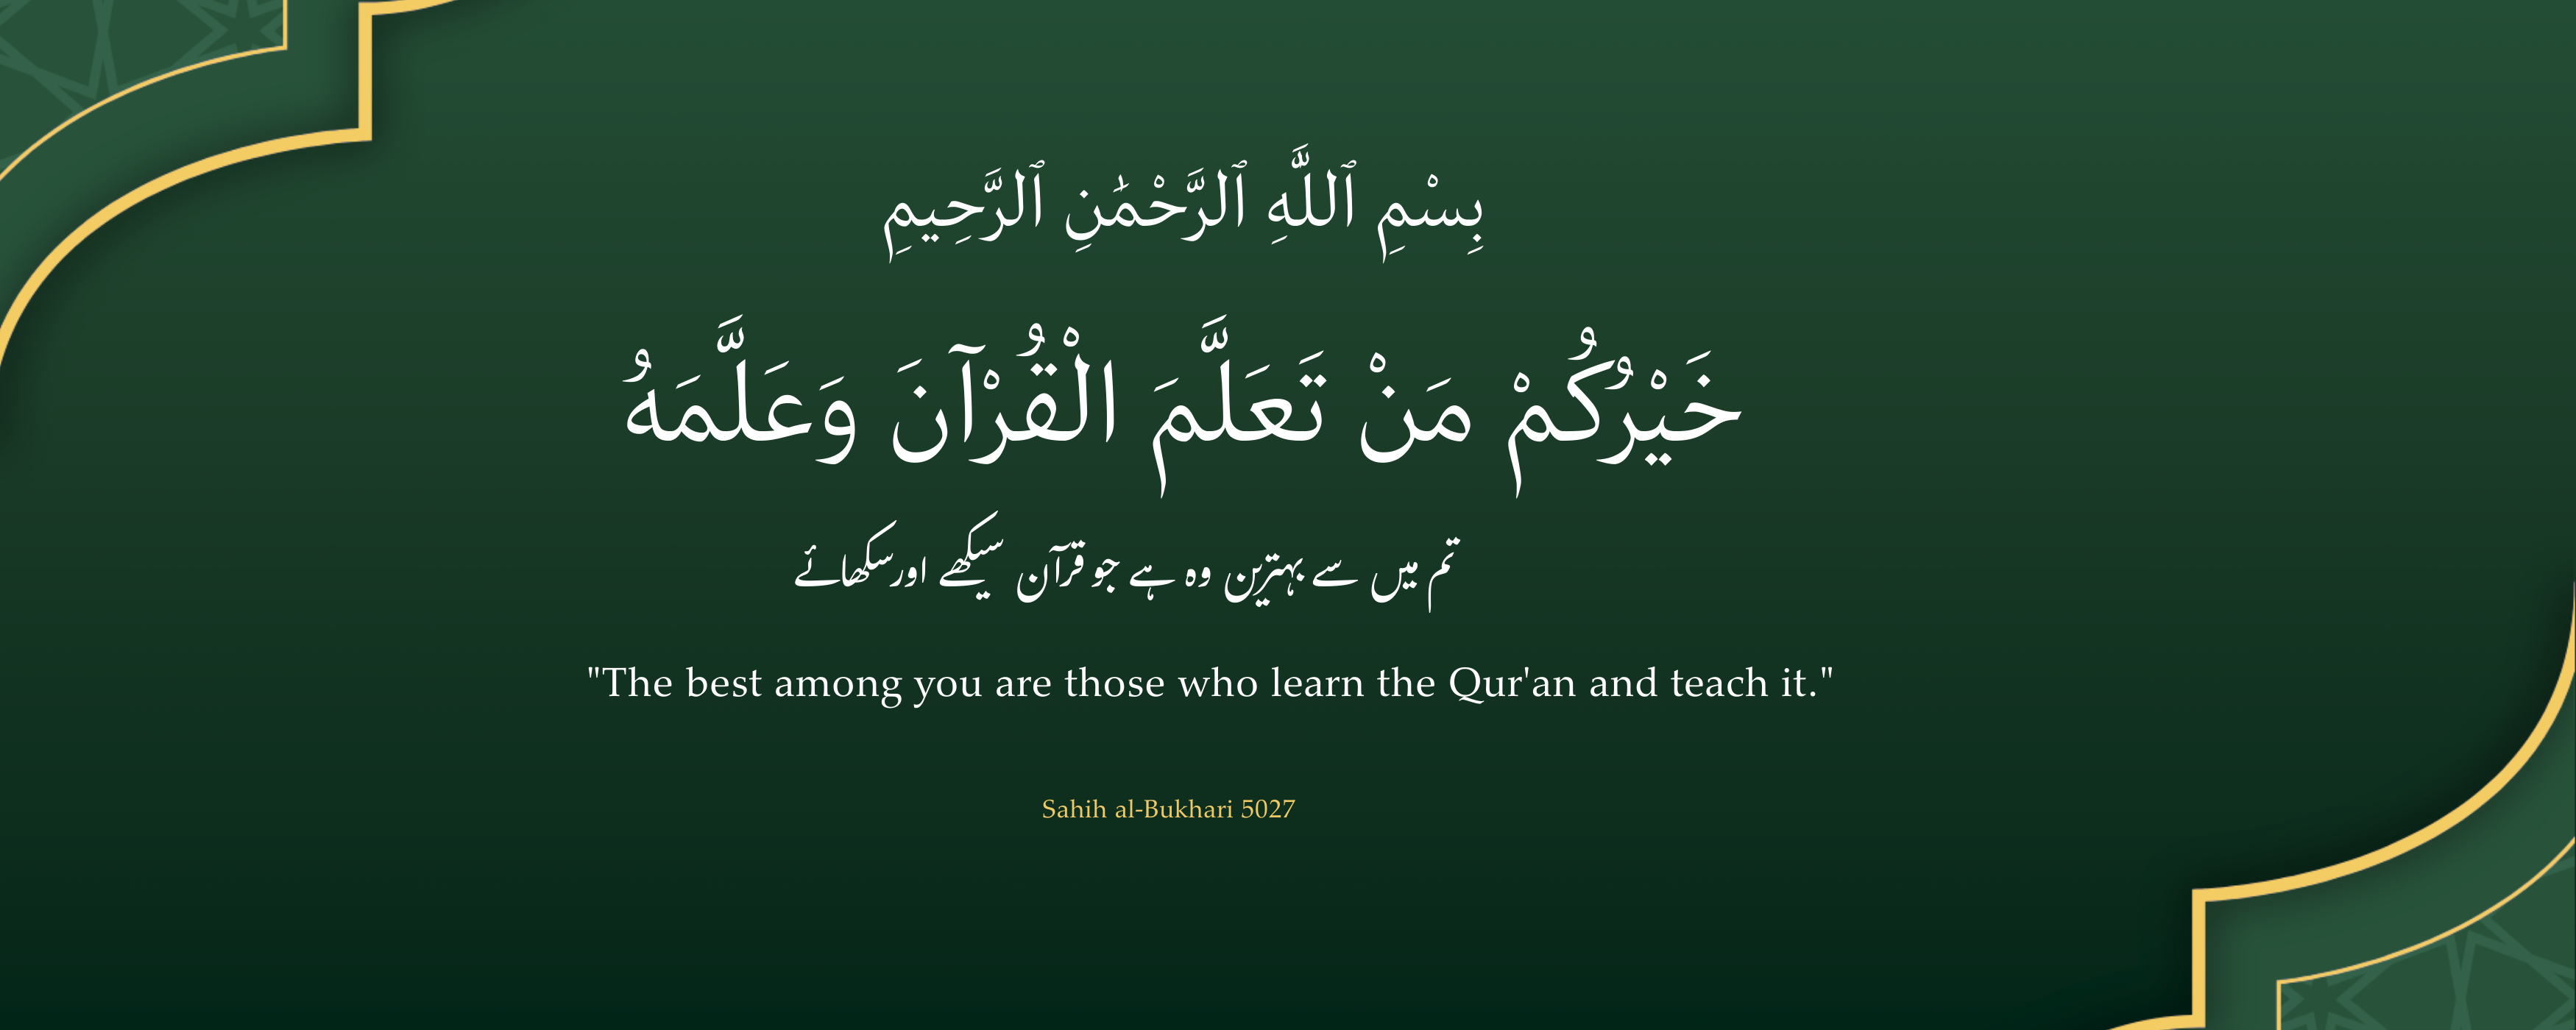 بِسْمِ ٱللَّهِ ٱلرَّحْمَٰنِ ٱلرَّحِيمِ
خَيْرُكُمْ مَنْ تَعَلَّمَ الْقُرْآنَ وَعَلَّمَهُ
تم میں سے بہترین وہ ہے جو قرآن سیکھے اور سکھائے
"The best among you are those who learn the Qur'an and teach it."
Sahih al-Bukhari 5027